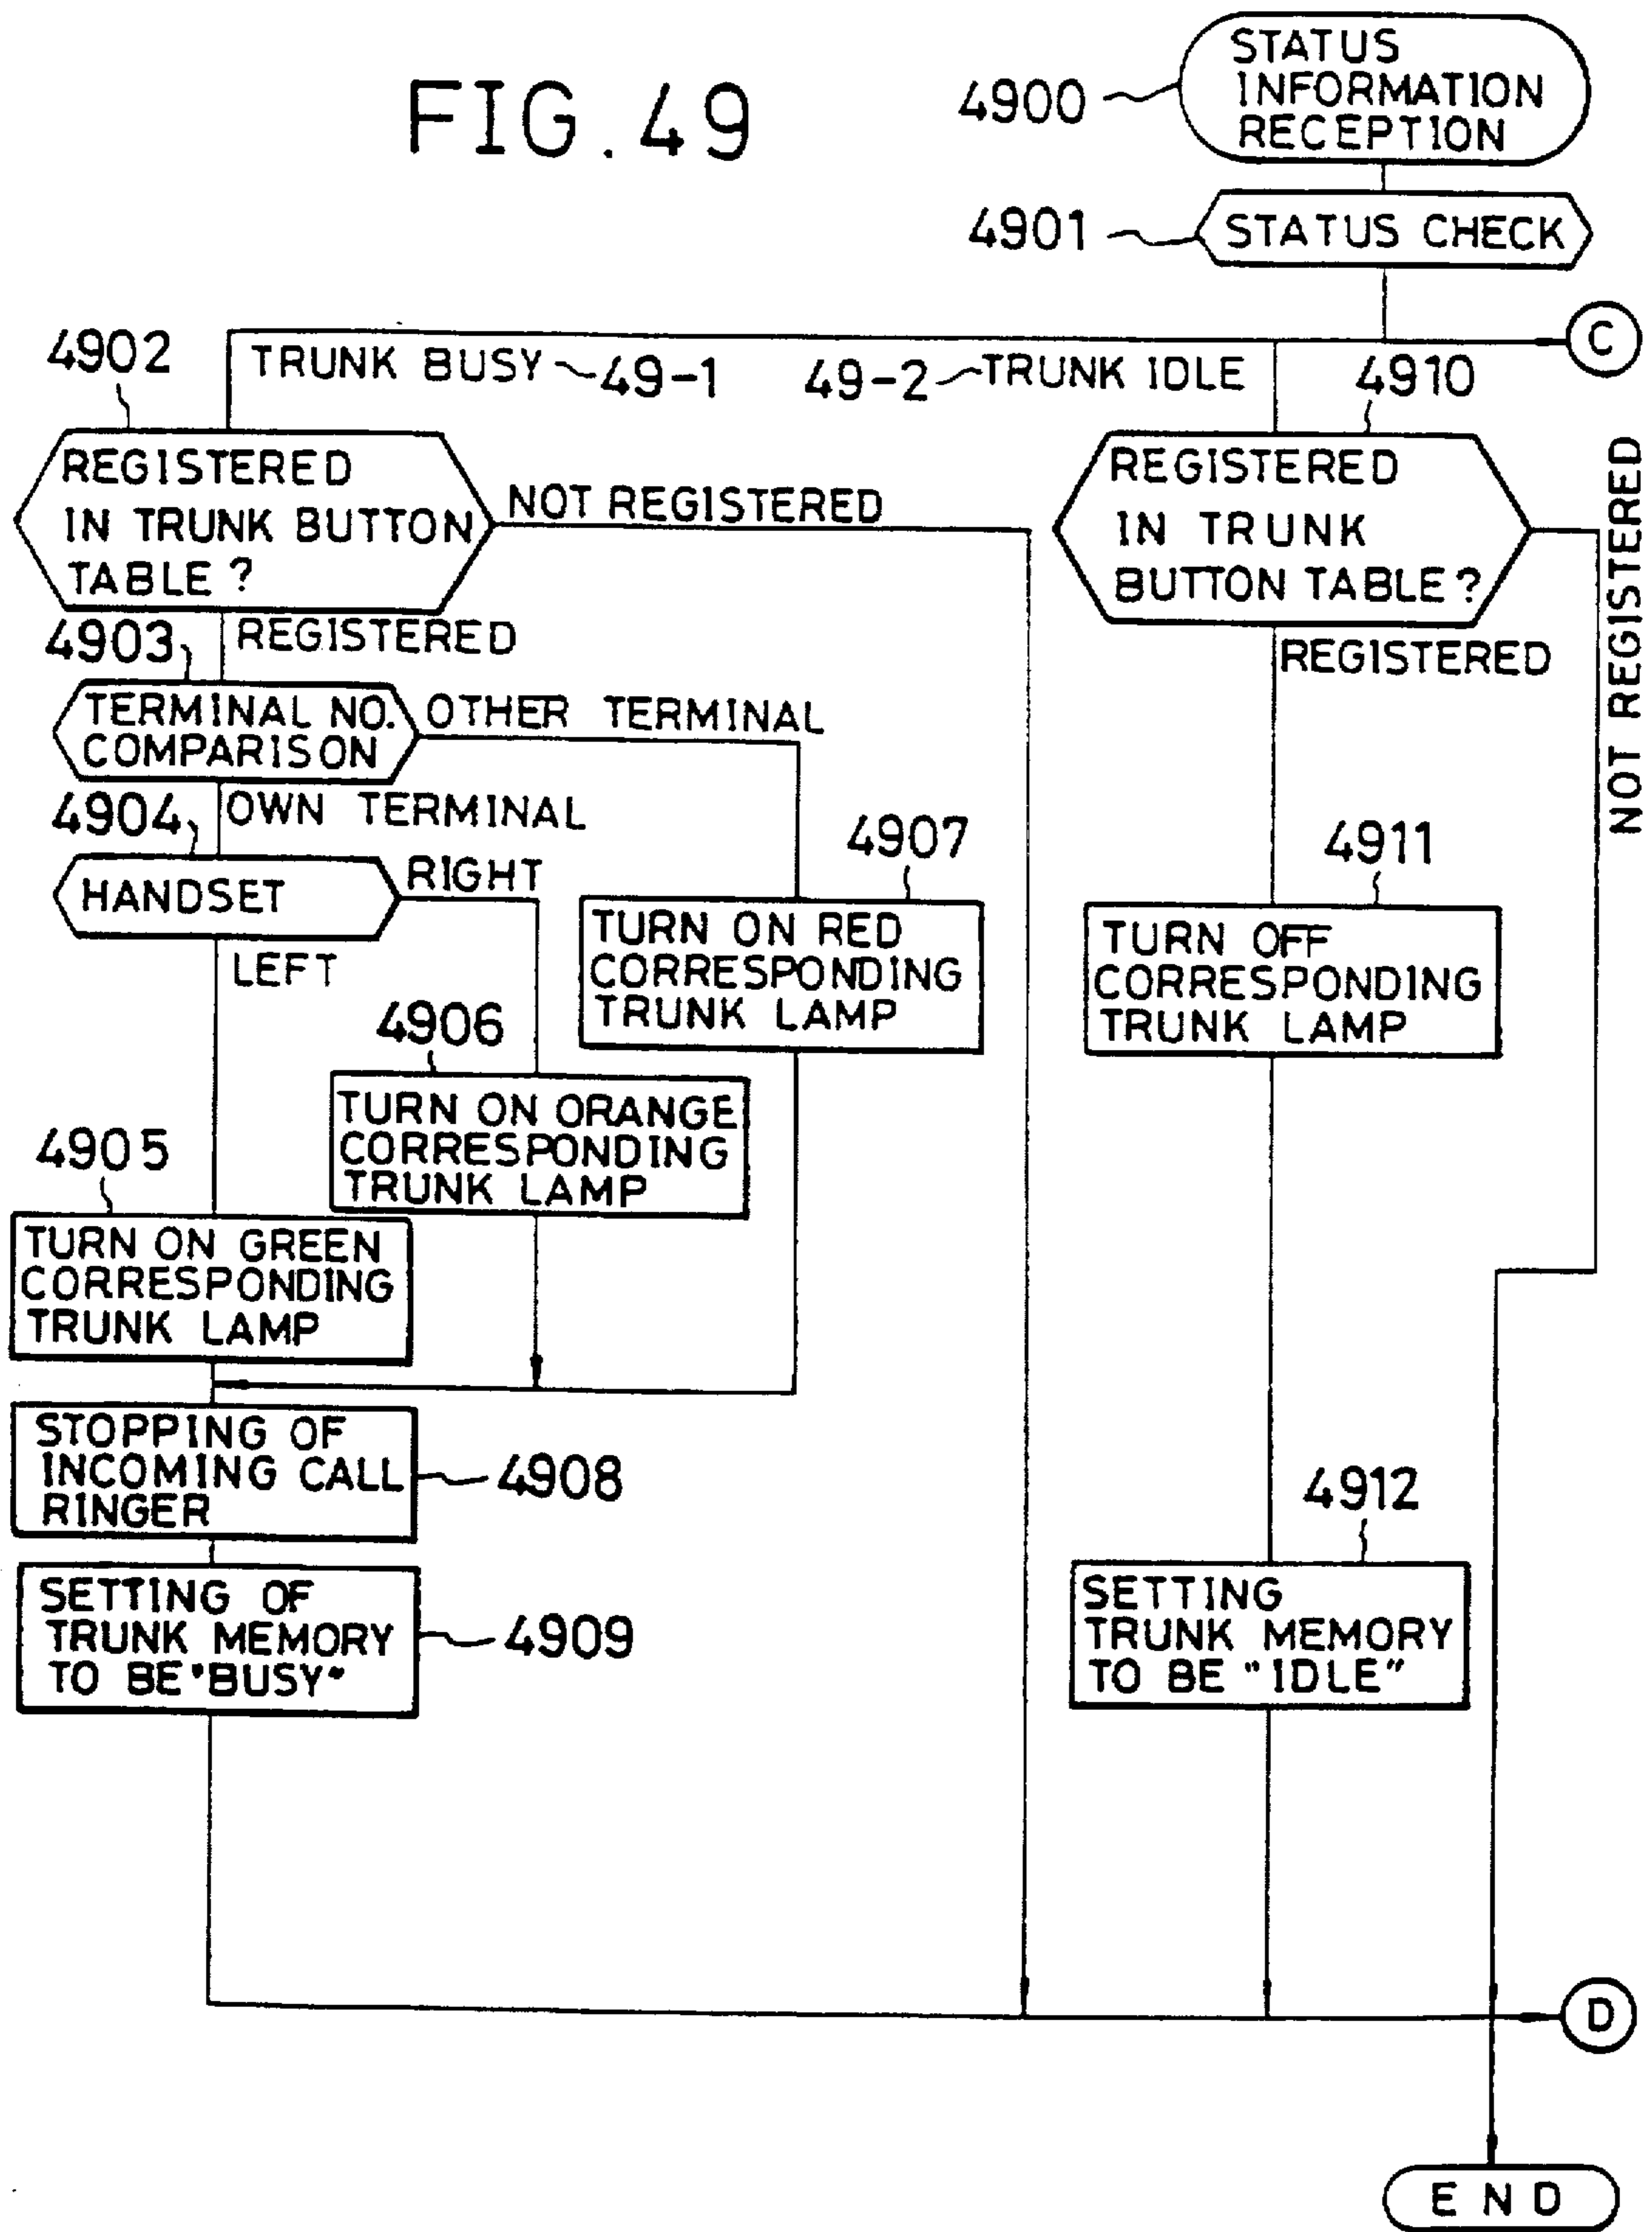 FIG. 49
4900
STATUS
INFORMATION
RECEPTION
4901
STATUS CHECK
C
4902
TRUNK BUSY
49-1
49-2
TRUNK IDLE
4910
REGISTERED
IN TRUNK BUTTON
TABLE?
NOT REGISTERED
REGISTERED
IN TRUNK
BUTTON TABLE?
NOT REGISTERED
4903
REGISTERED
REGISTERED
TERMINAL NO.
COMPARISON
OTHER TERMINAL
4904
OWN TERMINAL
HANDSET
RIGHT
LEFT
4907
TURN ON RED
CORRESPONDING
TRUNK LAMP
4911
TURN OFF
CORRESPONDING
TRUNK LAMP
4906
TURN ON ORANGE
CORRESPONDING
TRUNK LAMP
4905
TURN ON GREEN
CORRESPONDING
TRUNK LAMP
STOPPING OF
INCOMING CALL
RINGER
4908
4912
SETTING OF
TRUNK MEMORY
TO BE "BUSY"
4909
SETTING
TRUNK MEMORY
TO BE "IDLE"
D
END